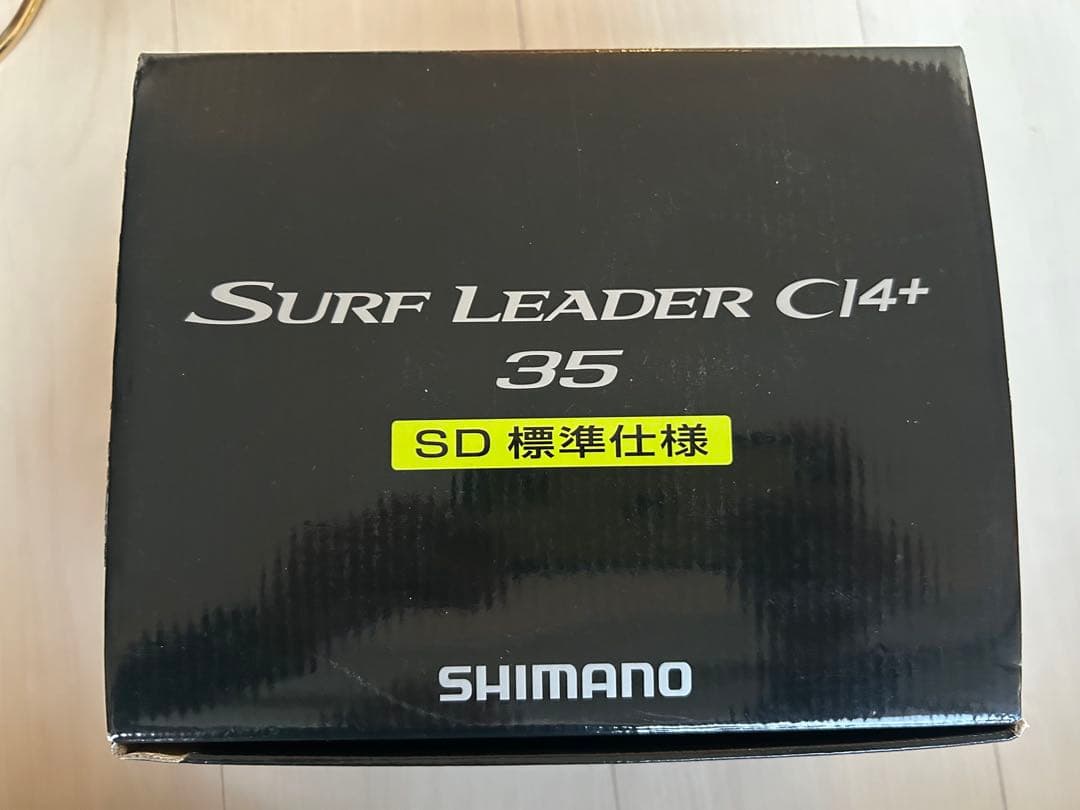 SURF LEADER CI4+
35
SD 標準仕様
SHIMANO